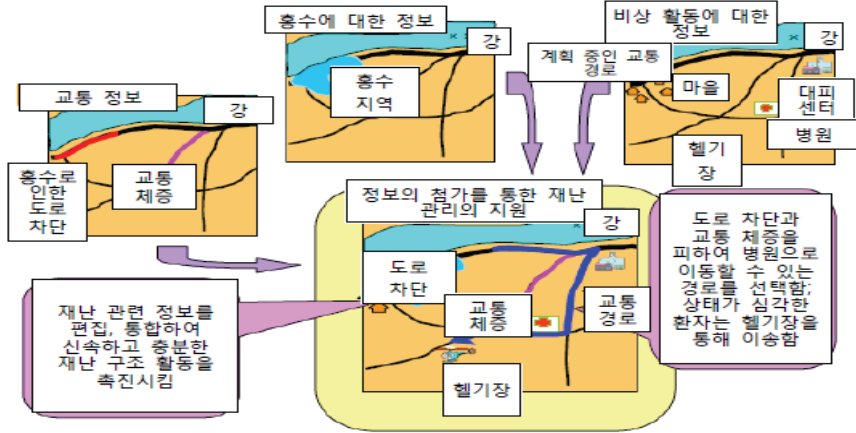 홍수에 대한 정보
강
홍수
지역
비상 활동에 대한
정보
강
계획 중인 교통
경로
마을
대피
센터
병원
헬기
장
교통 정보
강
홍수로
인한
도로
차단
교통
체증
정보의 첨가를 통한 재난
관리의 지원
강
도로
차단
교통
체증
교통
경로
헬기장
재난 관련 정보를
편집, 통합하여
신속하고 충분한
재난 구조 활동을
촉진시킴
도로 차단과
교통 체증을
피하여 병원으로
이동할 수 있는
경로를 선택함;
상태가 심각한
환자는 헬기장을
통해 이송함